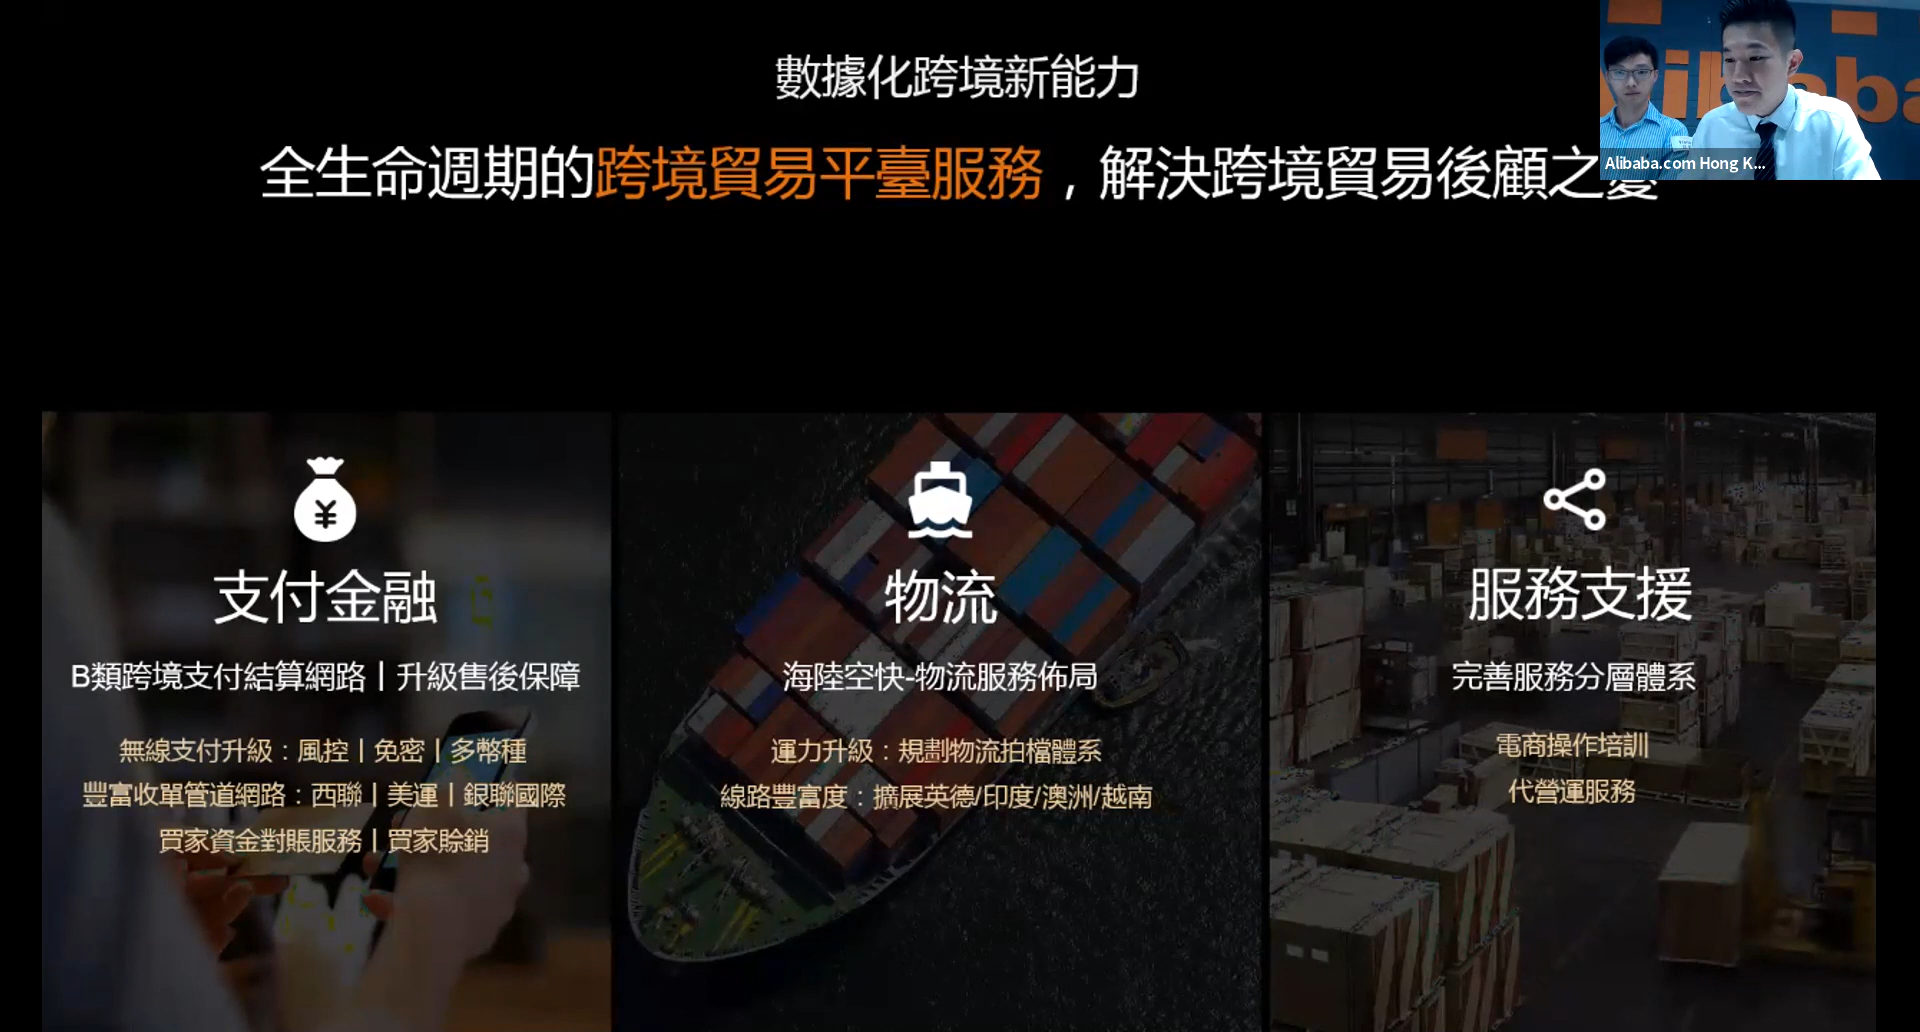 數據化跨境新能力
全生命週期的跨境貿易平臺服務，解決跨境貿易後顧之憂
Alibaba.com Hong K...
支付金融
B類跨境支付結算網路丨升級售後保障
無線支付升級：風控丨免密丨多幣種
豐富收單管道網路：西聯丨美運丨銀聯國際
買家資金對賬服務丨買家賒銷
物流
海陸空快-物流服務佈局
運力升級：規劃物流拍檔體系
線路豐富度：擴展英德/印度/澳洲/越南
服務支援
完善服務分層體系
電商操作培訓
代營運服務